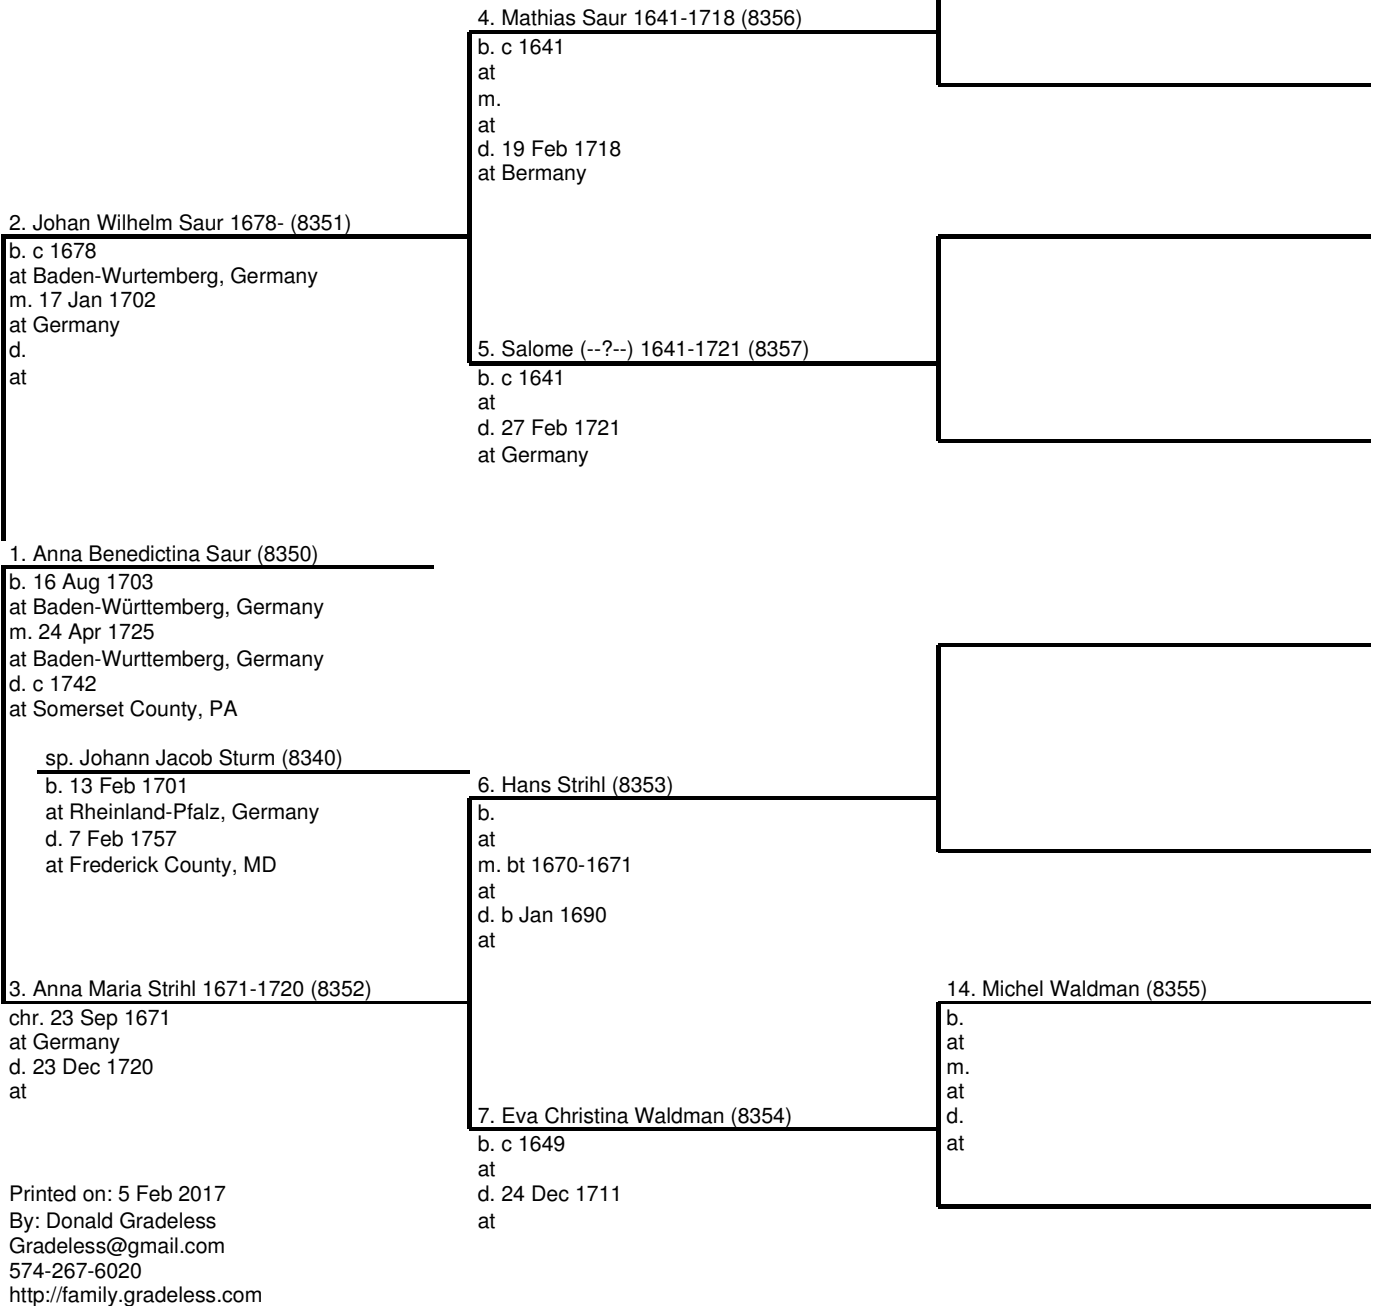 4. Mathias Saur 1641-1718 (8356)
b. c 1641
at
m.
at
d. 19 Feb 1718
at Bermany
2. Johan Wilhelm Saur 1678- (8351)
b. c 1678
at Baden-Wurtemberg, Germany
m. 17 Jan 1702
at Germany
d.
at
5. Salome (--?--) 1641-1721 (8357)
b. c 1641
at
d. 27 Feb 1721
at Germany
1. Anna Benedictina Saur (8350)
b. 16 Aug 1703
at Baden-Württemberg, Germany
m. 24 Apr 1725
at Baden-Wurttemberg, Germany
d. c 1742
at Somerset County, PA
sp. Johann Jacob Sturm (8340)
b. 13 Feb 1701
at Rheinland-Pfalz, Germany
d. 7 Feb 1757
at Frederick County, MD
6. Hans Strihl (8353)
b.
at
m. bt 1670-1671
at
d. b Jan 1690
at
3. Anna Maria Strihl 1671-1720 (8352)
chr. 23 Sep 1671
at Germany
d. 23 Dec 1720
at
14. Michel Waldman (8355)
b.
at
m.
at
d.
at
7. Eva Christina Waldman (8354)
b. c 1649
at
d. 24 Dec 1711
at
Printed on: 5 Feb 2017
By: Donald Gradeless
Gradeless@gmail.com
574-267-6020
http://family.gradeless.com